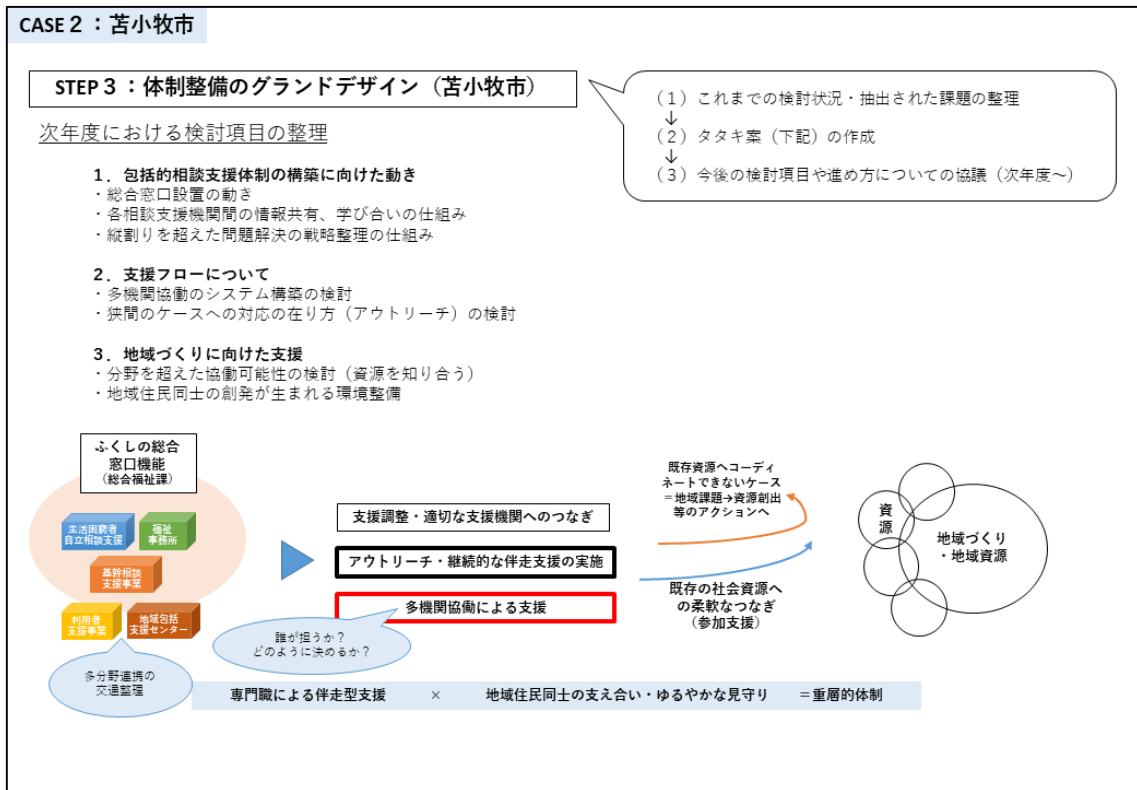 CASE２：苫小牧市
STEP３：体制整備のグランドデザイン（苫小牧市）
（１）これまでの検討状況・抽出された課題の整理
↓
（２）タタキ案（下記）の作成
↓
（３）今後の検討項目や進め方についての協議（次年度～）
次年度における検討項目の整理
１．包括的相談支援体制の構築に向けた動き
・総合窓口設置の動き
・各相談支援機関間の情報共有、学び合いの仕組み
・縦割りを超えた問題解決の戦略整理の仕組み
２．支援フローについて
・多機関協働のシステム構築の検討
・狭間のケースへの対応の在り方（アウトリーチ）の検討
３．地域づくりに向けた支援
・分野を超えた協働可能性の検討（資源を知り合う）
・地域住民同士の創発が生まれる環境整備
ふくしの総合
窓口機能
（総合福祉課）
生活困窮者
自立相談支援
福祉
事務所
基幹相談
支援事業
利用者
支援事業
地域包括
支援センター
多分野連携の
交通整理
支援調整・適切な支援機関へのつなぎ
アウトリーチ・継続的な伴走支援の実施
多機関協働による支援
誰が担うか？
どのように決めるか？
既存資源へコーディ
ネートできないケース
＝地域課題→資源創出
等のアクションへ
既存の社会資源へ
の柔軟なつなぎ
（参加支援）
資
源
地域づくり
・地域資源
専門職による伴走型支援　×　地域住民同士の支え合い・ゆるやかな見守り　＝重層的体制